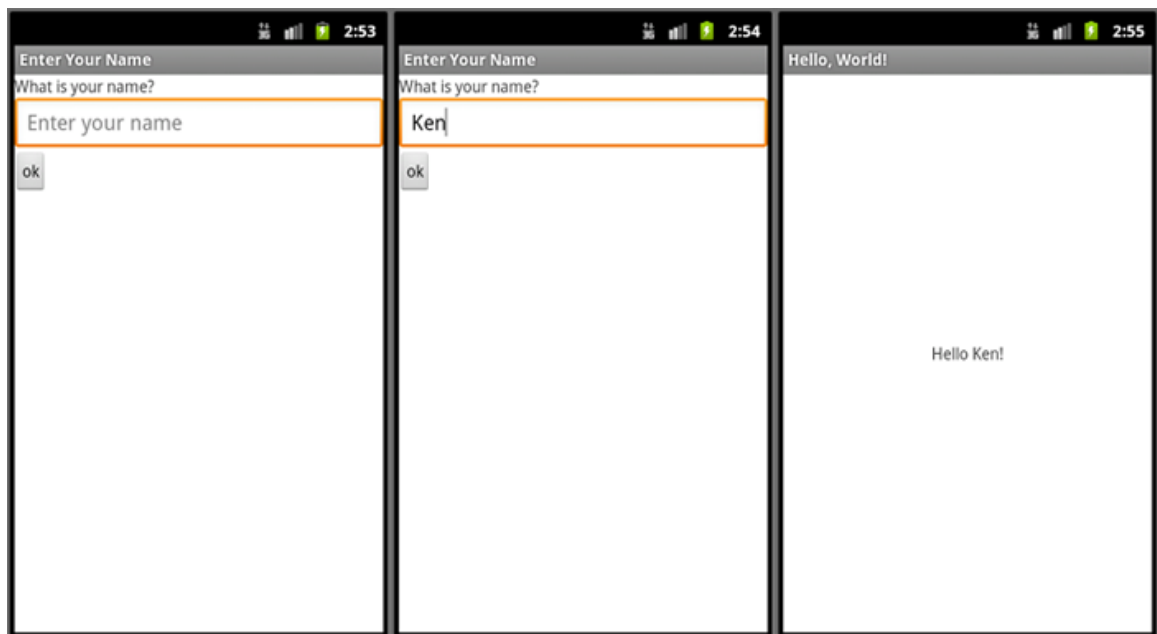 2:53
Enter Your Name
What is your name?
Enter your name
ok
3G 2:54
Enter Your Name
What is your name?
Ken
ok
2:55
Hello, World!
Hello Ken!